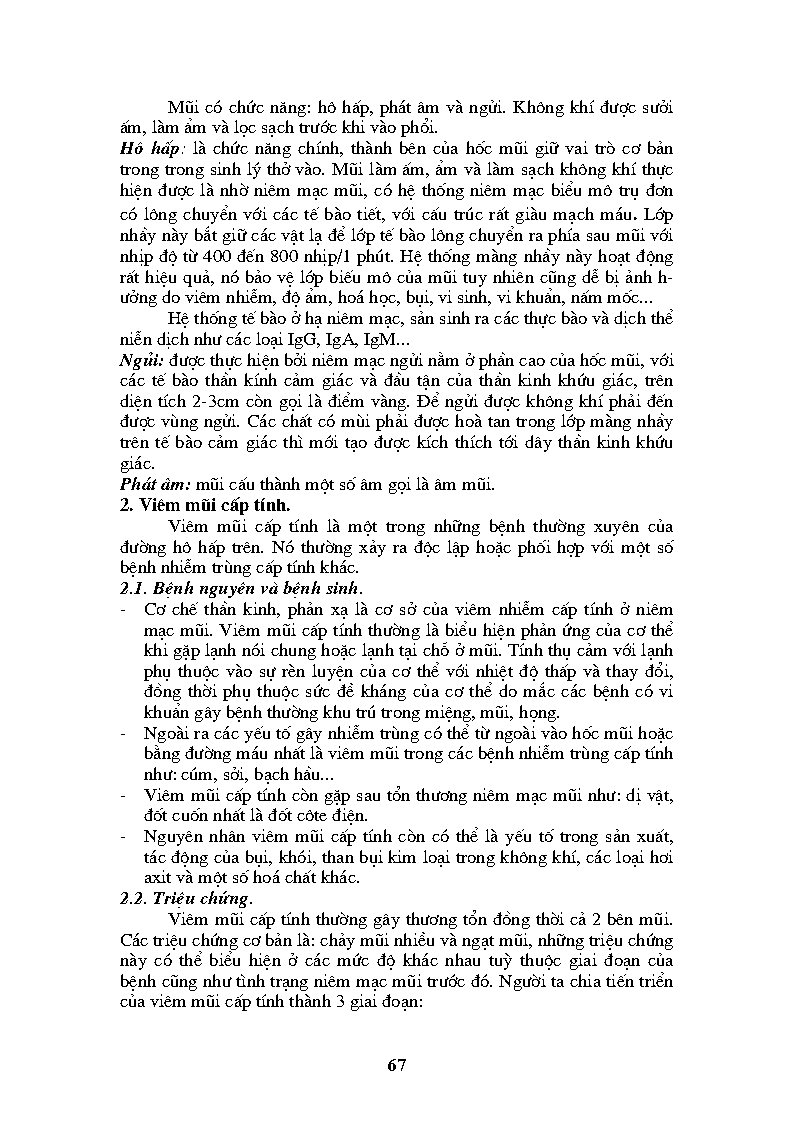 Mũi có chức năng: hô hấp, phát âm và ngửi. Không khí được sưởi
ấm, làm ẩm và lọc sạch trước khi vào phổi.
Hô hấp: là chức năng chính, thành bên của hốc mũi giữ vai trò cơ bản
trong trong sinh lý thở vào. Mũi làm ấm, ẩm và làm sạch không khí thực
hiện được là nhờ niêm mạc mũi, có hệ thống niêm mạc biểu mô trụ đơn
có lông chuyển với các tế bào tiết, với cấu trúc rất giàu mạch máu. Lớp
nhầy này bắt giữ các vật lạ để lớp tế bào lông chuyển ra phía sau mũi với
nhịp độ từ 400 đến 800 nhịp/1 phút. Hệ thống màng nhầy này hoạt động
rất hiệu quả, nó bảo vệ lớp biếu mô của mũi tuy nhiên cũng dễ bị ảnh h-
ưởng do viêm nhiễm, độ ẩm, hoá học, bụi, vi sinh, vi khuẩn, nấm mốc...
Hệ thống tế bào ở hạ niêm mạc, sản sinh ra các thực bào và dịch thể
niễn dịch như các loại IgG, IgA, IgM...
Ngửi: được thực hiện bởi niêm mạc ngửi nằm ở phần cao của hốc mũi, với
các tế bào thần kính cảm giác và đầu tận của thần kinh khứu giác, trên
diện tích 2-3cm còn gọi là điểm vàng. Để ngửi được không khí phải đến
được vùng ngửi. Các chất có mùi phải được hoà tan trong lớp màng nhầy
trên tế bào cảm giác thì mới tạo được kích thích tới dây thần kinh khứu
giác.
Phát âm: mũi cấu thành một số âm gọi là âm mũi.
2. Viêm mũi cấp tính.
Viêm mũi cấp tính là một trong những bệnh thường xuyên của
đường hô hấp trên. Nó thường xảy ra độc lập hoặc phối hợp với một số
bệnh nhiễm trùng cấp tính khác.
2.1. Bệnh nguyên và bệnh sinh.
- Cơ chế thần kinh, phản xạ là cơ sở của viêm nhiễm cấp tính ở niêm
mạc mũi. Viêm mũi cấp tính thường là biểu hiện phản ứng của cơ thể
khi gặp lạnh nói chung hoặc lạnh tại chỗ ở mũi. Tính thụ cảm với lạnh
phụ thuộc vào sự rèn luyện của cơ thể với nhiệt độ thấp và thay đổi,
đồng thời phụ thuộc sức đề kháng của cơ thể do mắc các bệnh có vi
khuẩn gây bệnh thường khu trú trong miệng, mũi, họng.
- Ngoài ra các yếu tố gây nhiễm trùng có thể từ ngoài vào hốc mũi hoặc
bằng đường máu nhất là viêm mũi trong các bệnh nhiễm trùng cấp tính
như: cúm, sởi, bạch hầu...
- Viêm mũi cấp tính còn gặp sau tổn thương niêm mạc mũi như: dị vật,
đốt cuốn nhất là đốt côte điện.
- Nguyên nhân viêm mũi cấp tính còn có thể là yếu tố trong sản xuất,
tác động của bụi, khói, than bụi kim loại trong không khí, các loại hơi
axit và một số hoá chất khác.
2.2. Triệu chứng.
Viêm mũi cấp tính thường gây thương tổn đồng thời cả 2 bên mũi.
Các triệu chứng cơ bản là: chảy mũi nhiều và ngạt mũi, những triệu chứng
này có thể biểu hiện ở các mức độ khác nhau tuỳ thuộc giai đoạn của
bệnh cũng như tình trạng niêm mạc mũi trước đó. Người ta chia tiến triển
của viêm mũi cấp tính thành 3 giai đoạn:
67